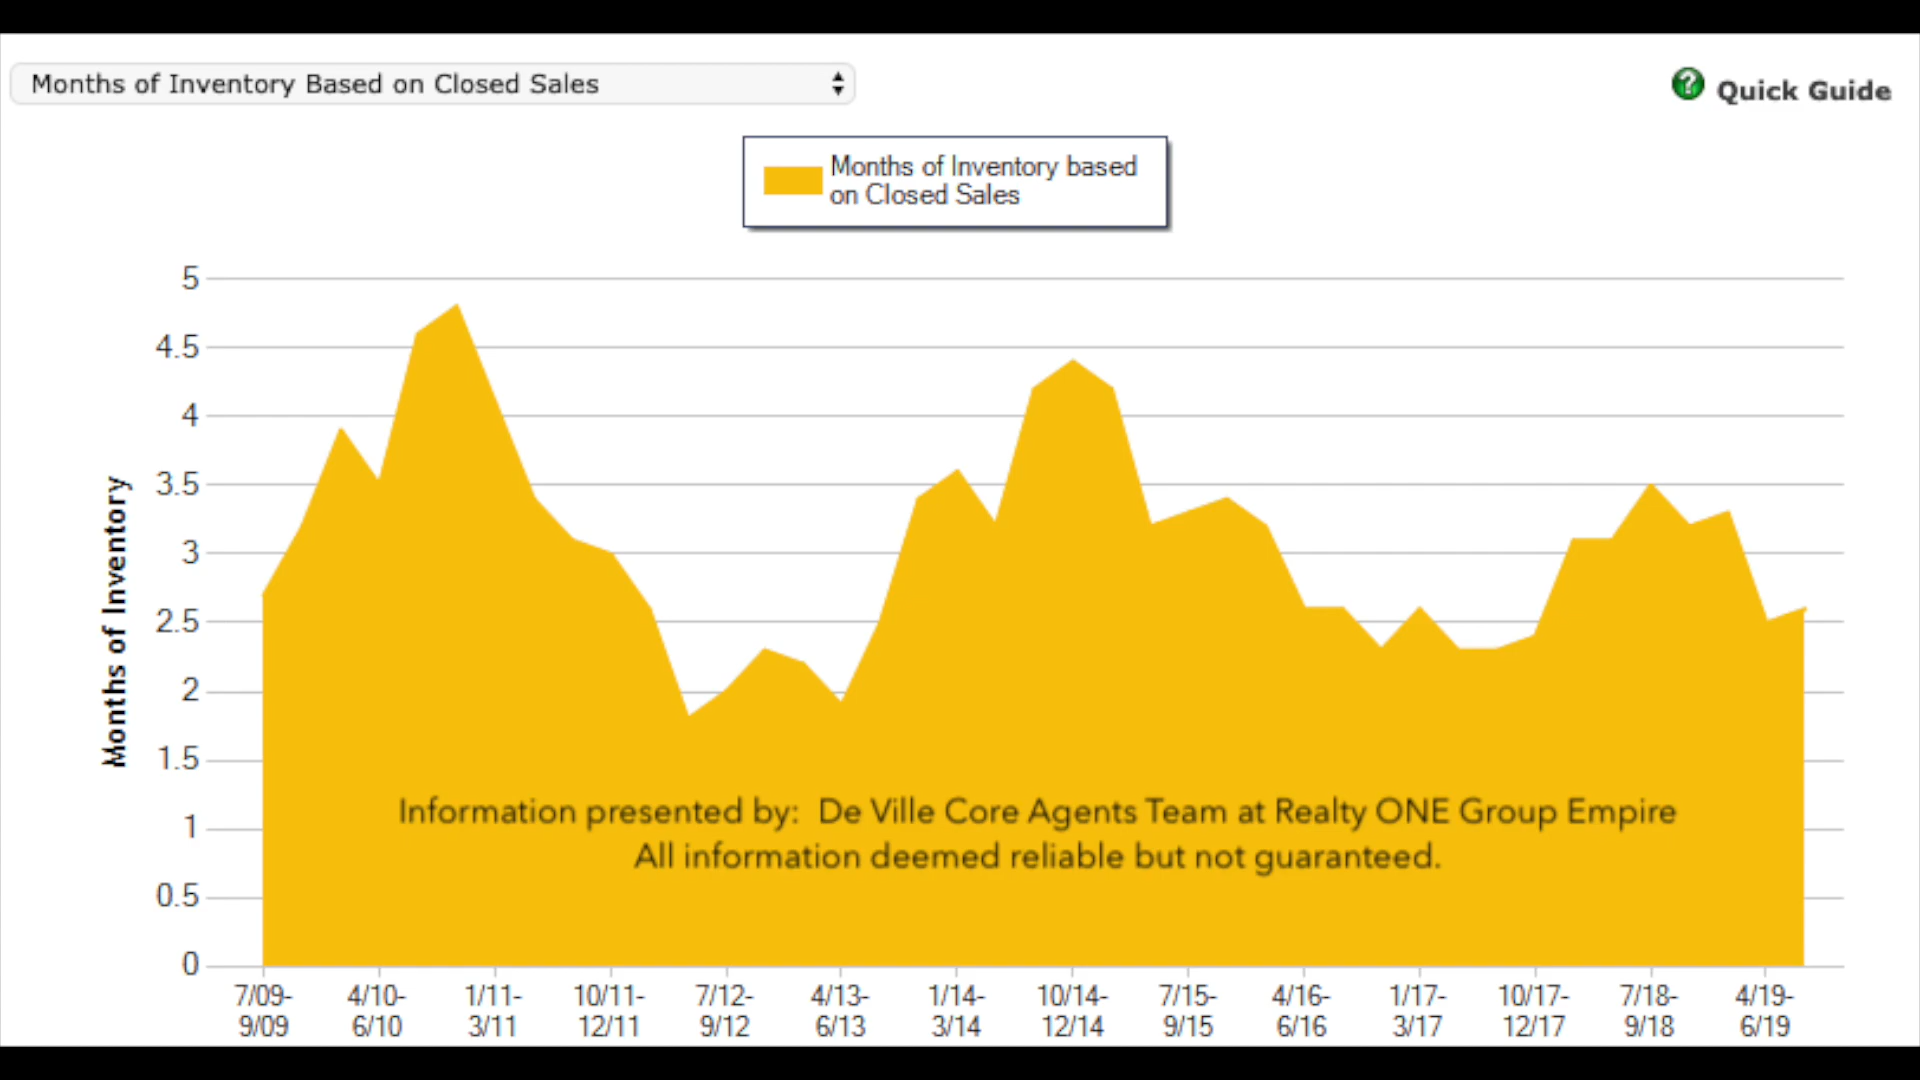 Months of Inventory Based on Closed Sales
Quick Guide
Months of Inventory based
on Closed Sales
Months of Inventory
5
4.5
4
3.5
3
2.5
2
1.5
1
0.5
0
Information presented by: De Ville Core Agents Team at Realty ONE Group Empire
All information deemed reliable but not guaranteed.
7/09- 4/10- 1/11- 10/11- 7/12- 4/13- 1/14- 10/14- 7/15- 4/16- 1/17- 10/17- 7/18- 4/19-
9/09 6/10 3/11 12/11 9/12 6/13 3/14 12/14 9/15 6/16 3/17 12/17 9/18 6/19